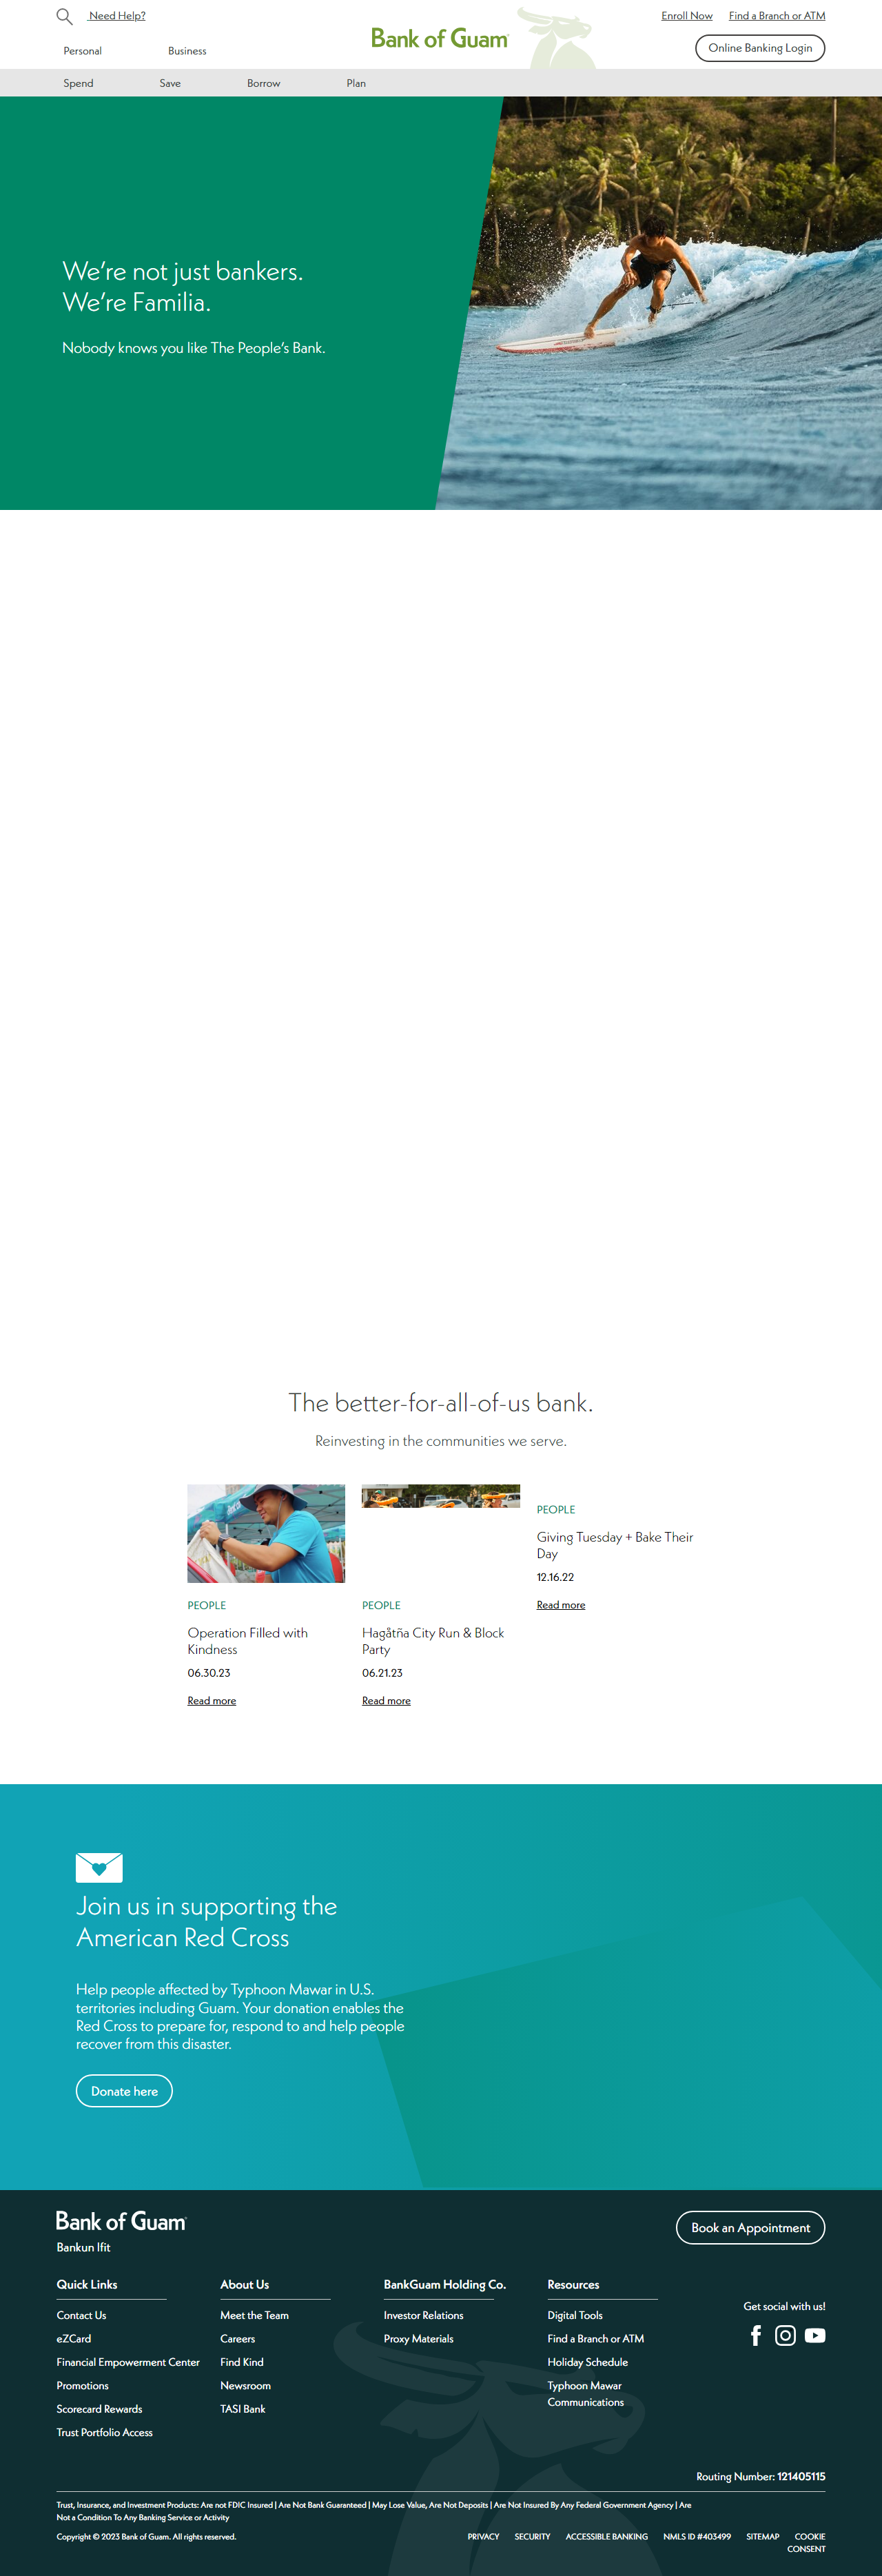 Need Help?
Enroll Now
Find a Branch or ATM
Bank of Guam
Personal
Business
Online Banking Login
Spend
Save
Borrow
Plan
We're not just bankers.
We're Familia.
Nobody knows you like The People's Bank.
The better-for-all-of-us bank.
Reinvesting in the communities we serve.
PEOPLE
Operation Filled with
Kindness
06.30.23
Read more
PEOPLE
Hagåtña City Run & Block
Party
06.21.23
Read more
PEOPLE
Giving Tuesday + Bake Their
Day
12.16.22
Read more
Join us in supporting the
American Red Cross
Help people affected by Typhoon Mawar in U.S.
territories including Guam. Your donation enables the
Red Cross to prepare for, respond to and help people
recover from this disaster.
Donate here
Bank of Guam
Bankun Ifit
Book an Appointment
Quick Links
Contact Us
eZCard
Financial Empowerment Center
Promotions
Scorecard Rewards
Trust Portfolio Access
About Us
Meet the Team
Careers
Find Kind
Newsroom
TASI Bank
BankGuam Holding Co.
Investor Relations
Proxy Materials
Resources
Digital Tools
Find a Branch or ATM
Holiday Schedule
Typhoon Mawar
Communications
Get social with us!
Routing Number: 121405115
Trust, Insurance, and Investment Products: Are not FDIC Insured | Are Not Bank Guaranteed | May Lose Value, Are Not Deposits | Are Not Insured By Any Federal Government Agency | Are
Not a Condition To Any Banking Service or Activity
Copyright © 2023 Bank of Guam. All rights reserved.
PRIVACY
SECURITY
ACCESSIBLE BANKING
NMLS ID #403499
SITEMAP
COOKIE
CONSENT